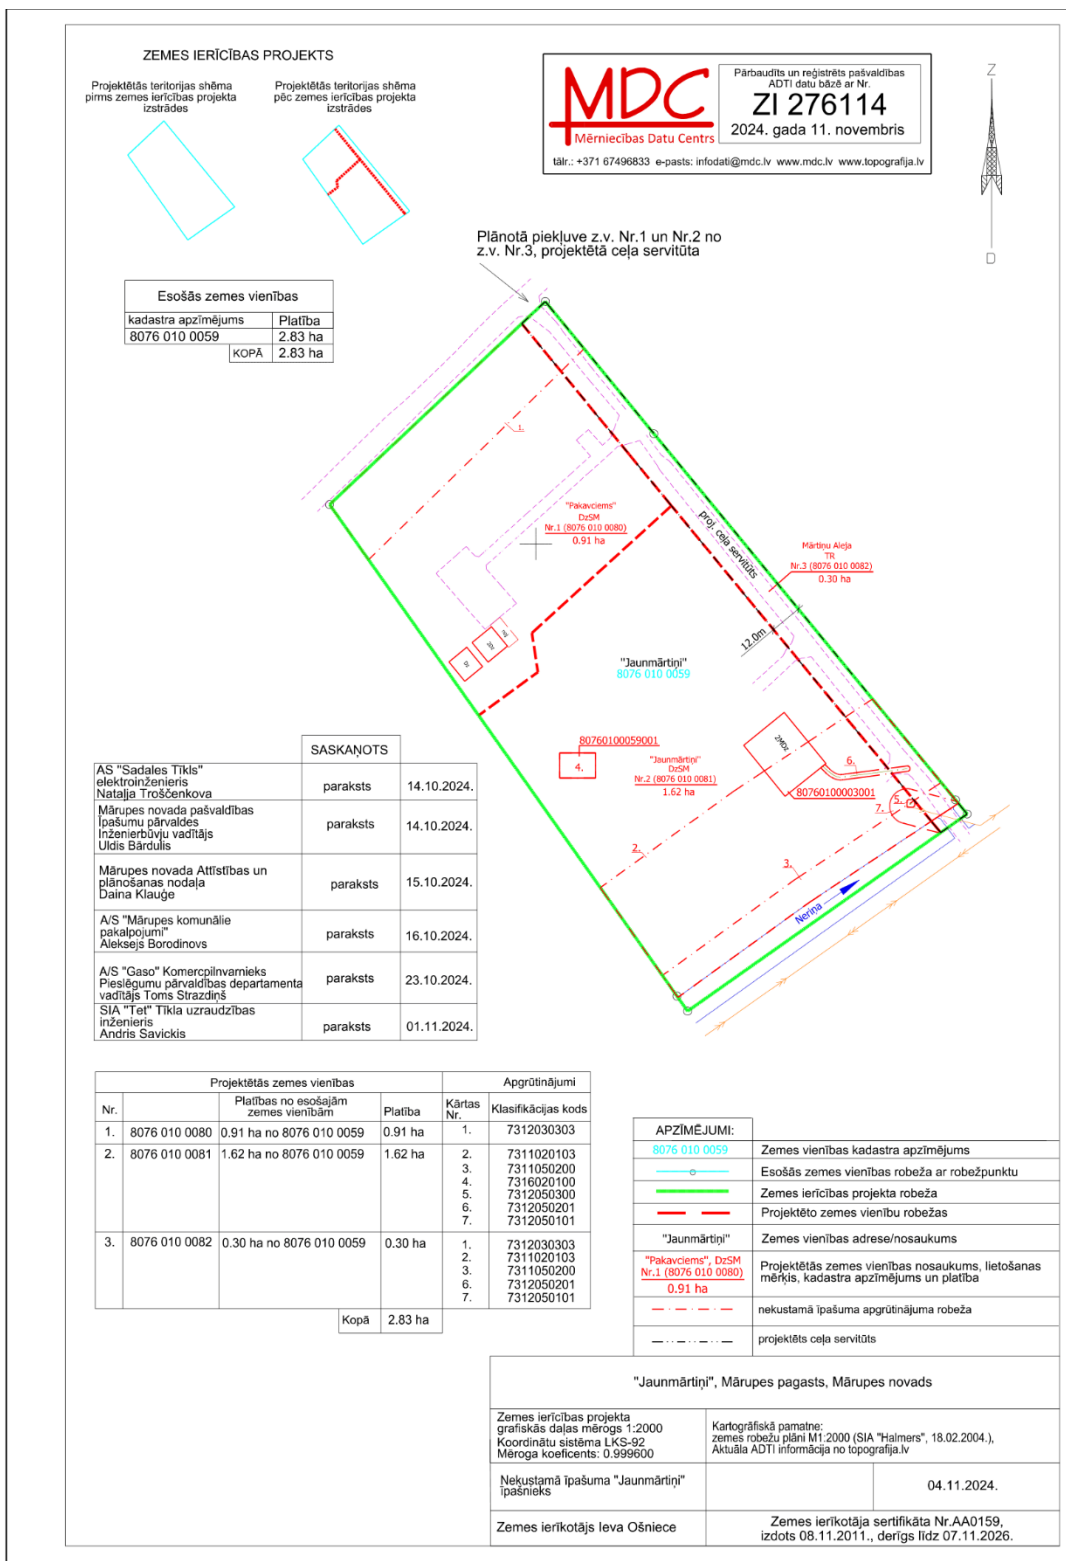 ZEMES IERĪCĪBAS PROJEKTS
Projektētās teritorijas shēma
pirms zemes ierīcības projekta
izstrādes
Projektētās teritorijas shēma
pēc zemes ierīcības projekta
izstrādes
MDC
Mērniecības Datu Centrs
Pārbaudīts un reģistrēts pašvaldības
ADTI datu bāzē ar Nr.
ZI 276114
2024. gada 11. novembris
tālr.: +371 67496833 e-pasts: infodati@mdc.lv www.mdc.lv www.topografija.lv
Z
D
Plānotā piekļuve z.v. Nr.1 un Nr.2 no
z.v. Nr.3, projektētā ceļa servitūta
Esošās zemes vienības
kadastra apzīmējums Platība
8076 010 0059 2.83 ha
KOPĀ 2.83 ha
1.
"Pakavciems"
DzSM
Nr.1 (8076 010 0080)
0.91 ha
proj. ceļa servitūts
Mārtiņu Aleja
TR
Nr.3 (8076 010 0082)
0.30 ha
12.0m
"Jaunmārtiņi"
8076 010 0059
80760100059001
4.
"Jaunmārtiņi"
DzSM
Nr.2 (8076 010 0081)
1.62 ha
2MDz
6.
80760100003001
5.
7.
2.
3.
Neriņa
SASKAŅOTS
AS "Sadales Tīkls"
elektroinženieris
Natalja Troščenkova
paraksts 14.10.2024.
Mārupes novada pašvaldības
Īpašumu pārvaldes
Inženierbūvju vadītājs
Uldis Bārdulis
paraksts 14.10.2024.
Mārupes novada Attīstības un
plānošanas nodaļa
Daina Klauģe
paraksts 15.10.2024.
A/S "Mārupes komunālie
pakalpojumi"
Aleksejs Borodinovs
paraksts 16.10.2024.
A/S "Gaso" Komercpilnvarnieks
Pieslēgumu pārvaldības departamenta
vadītājs Toms Strazdiņš
paraksts 23.10.2024.
SIA "Tet" Tīkla uzraudzības
inženieris
Andris Savickis
paraksts 01.11.2024.
Projektētās zemes vienības Apgrūtinājumi
Nr. Platības no esošajām
zemes vienībām Platība Kārtas
Nr. Klasifikācijas kods
1. 8076 010 0080 0.91 ha no 8076 010 0059 0.91 ha 1. 7312030303
2. 8076 010 0081 1.62 ha no 8076 010 0059 1.62 ha 2. 7311020103
3. 7311050200
4. 7316020100
5. 7312050300
6. 7312050201
7. 7312050101
3. 8076 010 0082 0.30 ha no 8076 010 0059 0.30 ha 1. 7312030303
2. 7311020103
3. 7311050200
6. 7312050201
7. 7312050101
Kopā 2.83 ha
APZĪMĒJUMI:
8076 010 0059 Zemes vienības kadastra apzīmējums
Esošās zemes vienības robeža ar robežpunktu
Zemes ierīcības projekta robeža
Projektēto zemes vienību robežas
"Jaunmārtiņi" Zemes vienības adrese/nosaukums
"Pakavciems", DzSM
Nr.1 (8076 010 0080)
0.91 ha
Projektētās zemes vienības nosaukums, lietošanas
mērķis, kadastra apzīmējums un platība
nekustamā īpašuma apgrūtinājuma robeža
projektēts ceļa servitūts
"Jaunmārtiņi", Mārupes pagasts, Mārupes novads
Zemes ierīcības projekta
grafiskās daļas mērogs 1:2000
Koordinātu sistēma LKS-92
Mēroga koeficents: 0.999600
Kartogrāfiskā pamatne:
zemes robežu plāni M1:2000 (SIA "Halmers", 18.02.2004.),
Aktuāla ADTI informācija no topografija.lv
Nekustamā īpašuma "Jaunmārtiņi"
īpašnieks
04.11.2024.
Zemes ierīkotājs Ieva Ošniece
Zemes ierīkotāja sertifikāta Nr.AA0159,
izdots 08.11.2011., derīgs līdz 07.11.2026.